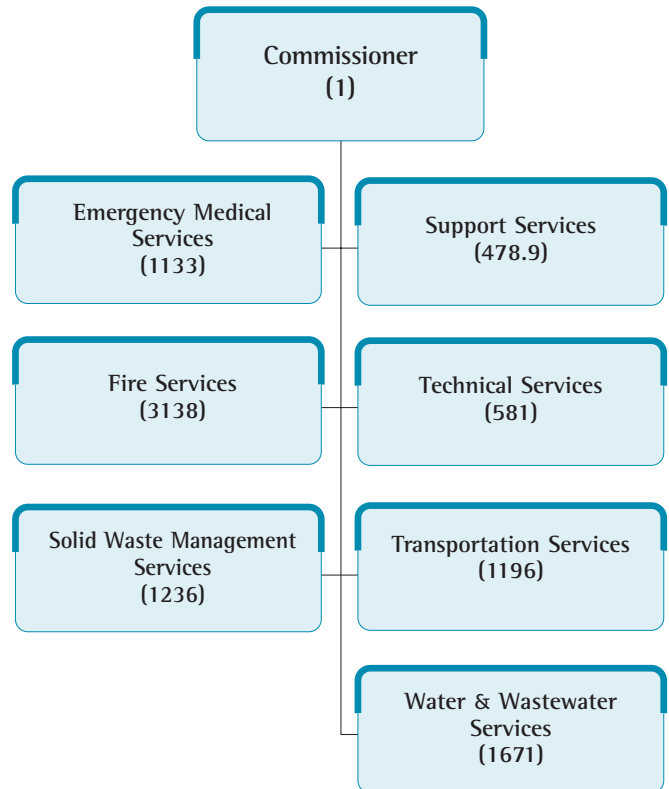 Commissioner
(1)
Emergency Medical
Services
(1133)
Support Services
(478.9)
Fire Services
(3138)
Technical Services
(581)
Solid Waste Management
Services
(1236)
Transportation Services
(1196)
Water & Wastewater
Services
(1671)